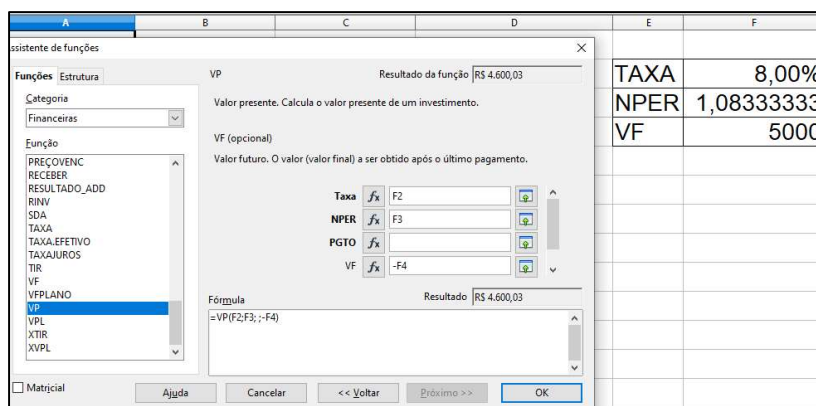 A B C D E F
ssistente de funções
Funções Estrutura
Categoria
Financeiras
Função
PREÇOVENC
RECEBER
RESULTADO_ADD
RINV
SDA
TAXA
TAXA.EFETIVO
TAXAJUROS
TIR
VF
VFPLANO
VP
VPL
XTIR
XVPL
Matricial
VP Resultado da função R$ 4.600,03
Valor presente. Calcula o valor presente de um investimento.
VF (opcional)
Valor futuro. O valor (valor final) a ser obtido após o último pagamento.
Taxa fx F2
NPER fx F3
PGTO fx
VF fx -F4
Fórmula Resultado R$ 4.600,03
=VP(F2;F3; ;-F4)
Ajuda Cancelar << Voltar Próximo >> OK
TAXA 8,00%
NPER 1,08333333
VF 5000